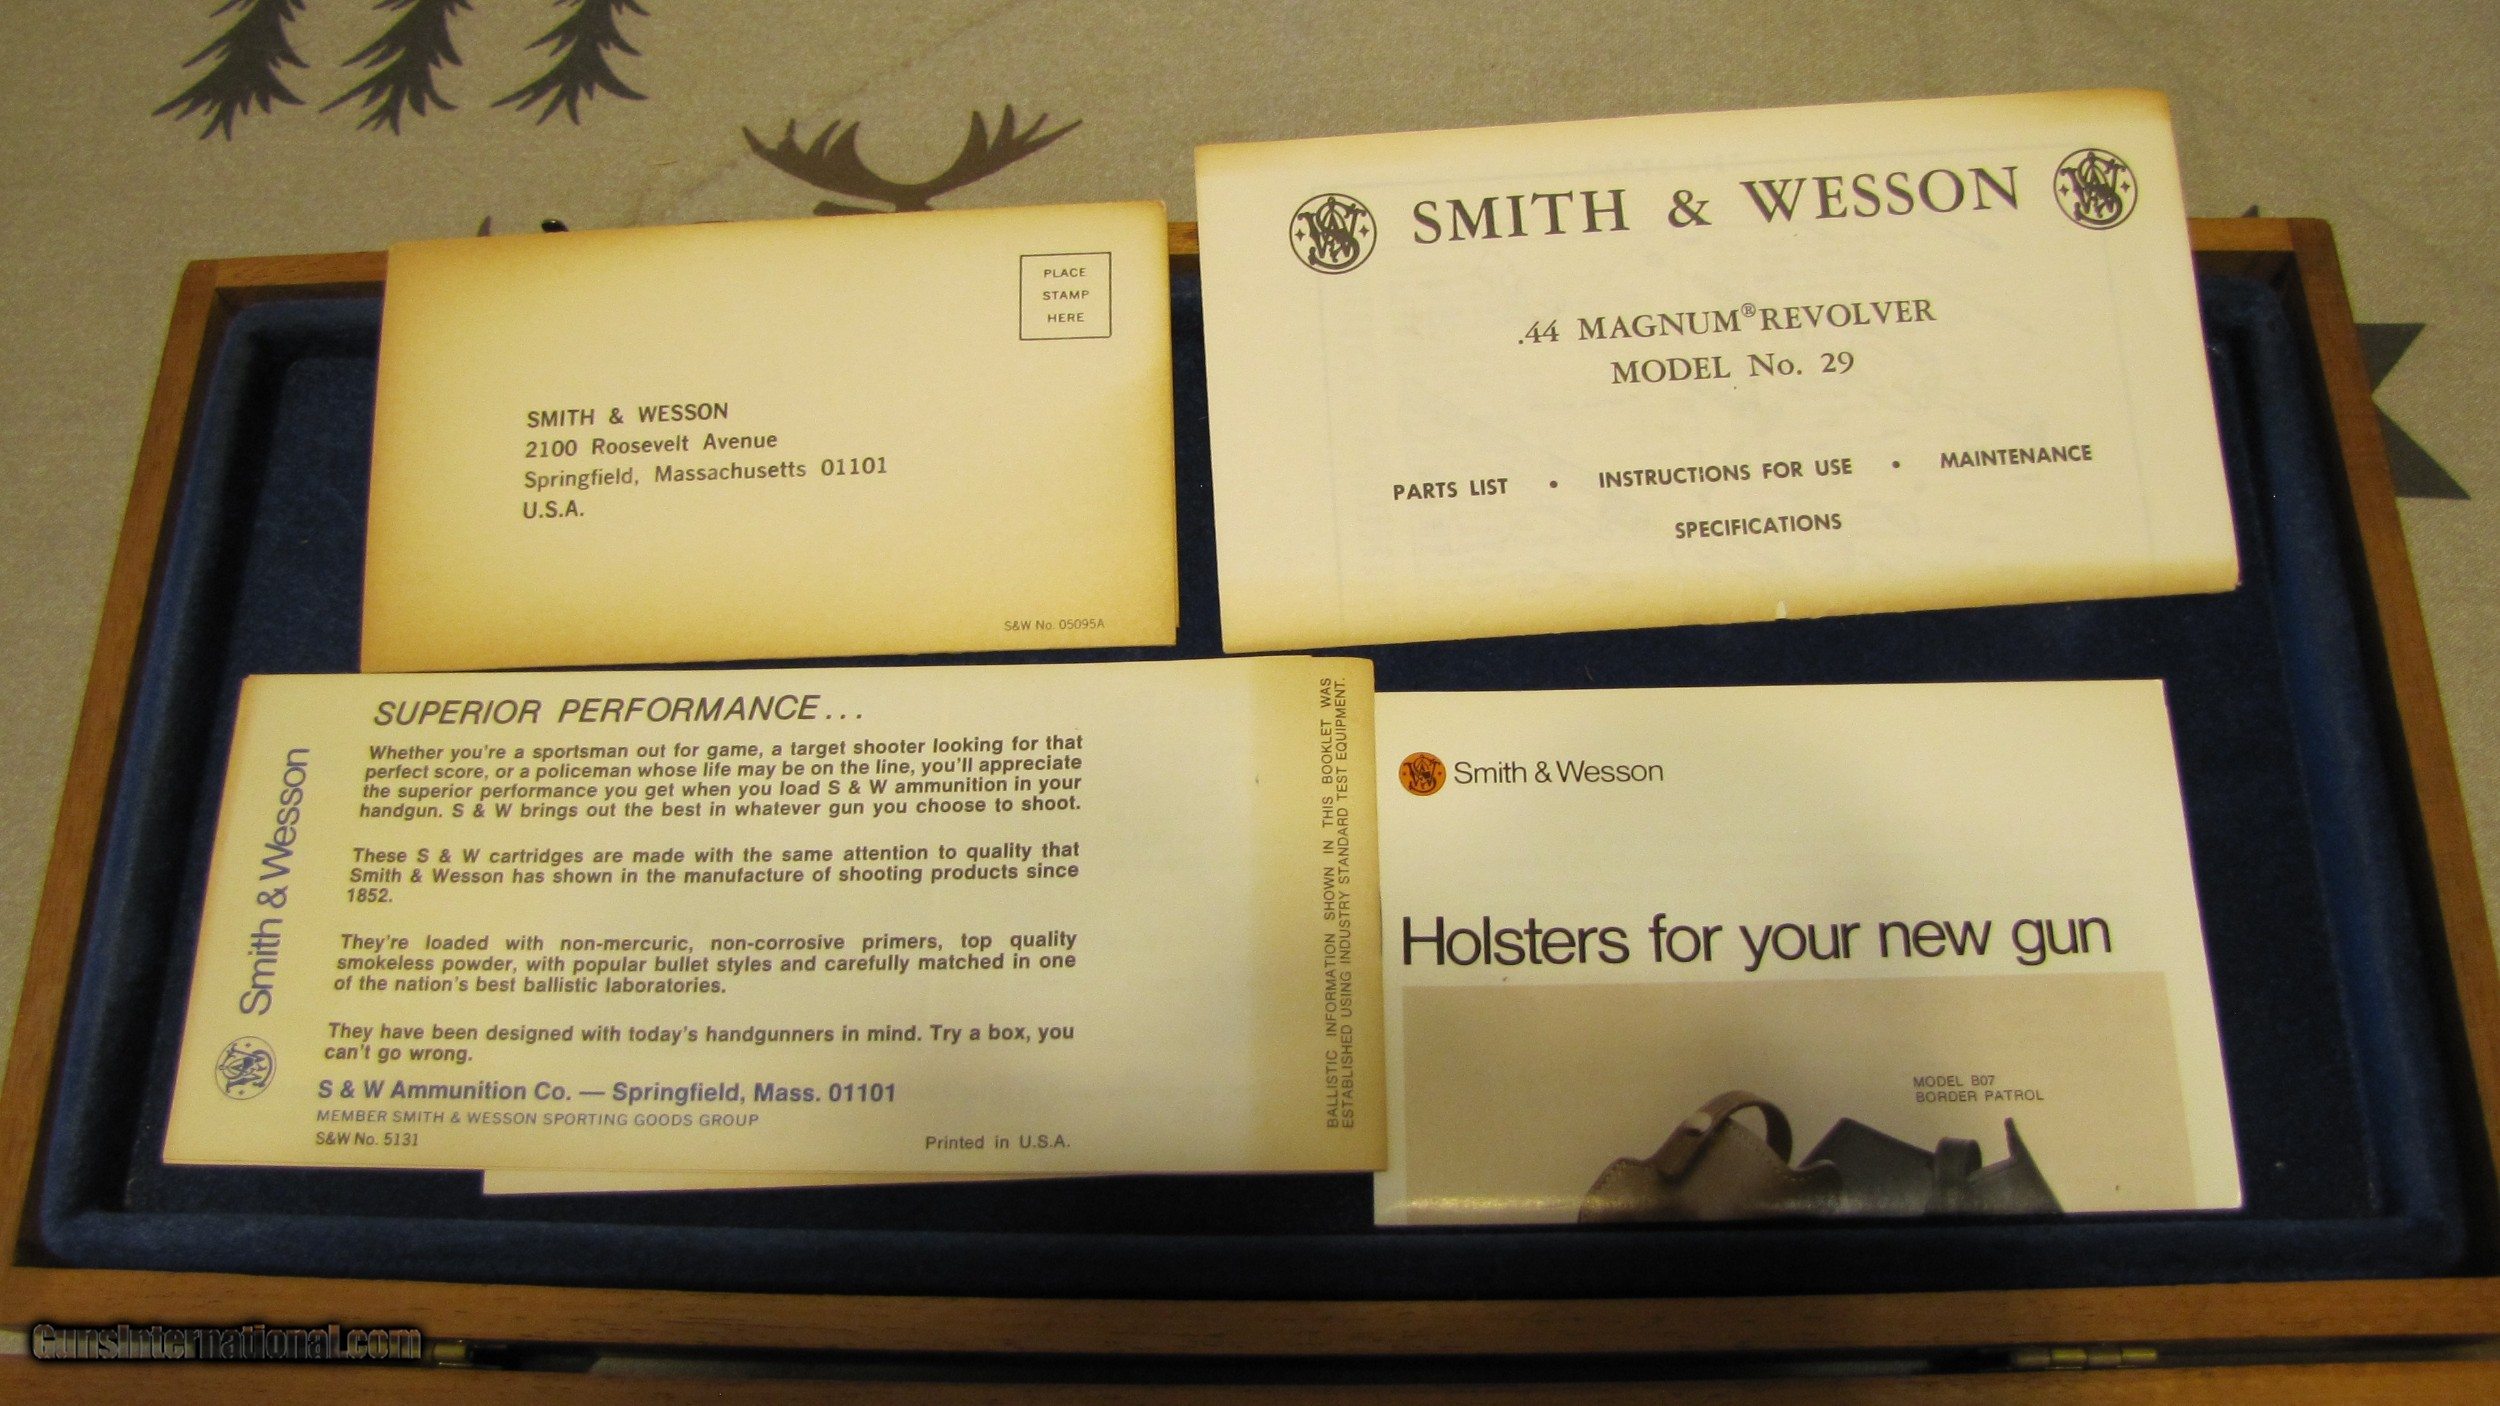 PLACE
STAMP
HERE
SMITH & WESSON
2100 Roosevelt Avenue
Springfield, Massachusetts 01101
U.S.A.
S&W No. 05095A
SMITH & WESSON
.44 MAGNUM® REVOLVER
MODEL No. 29
PARTS LIST • INSTRUCTIONS FOR USE • MAINTENANCE
SPECIFICATIONS
Smith & Wesson
SUPERIOR PERFORMANCE...
Whether you're a sportsman out for game, a target shooter looking for that
perfect score, or a policeman whose life may be on the line, you'll appreciate
the superior performance you get when you load S & W ammunition in your
handgun. S & W brings out the best in whatever gun you choose to shoot.
These S & W cartridges are made with the same attention to quality that
Smith & Wesson has shown in the manufacture of shooting products since
1852.
They're loaded with non-mercuric, non-corrosive primers, top quality
smokeless powder, with popular bullet styles and carefully matched in one
of the nation's best ballistic laboratories.
They have been designed with today's handgunners in mind. Try a box, you
can't go wrong.
S & W Ammunition Co. — Springfield, Mass. 01101
MEMBER SMITH & WESSON SPORTING GOODS GROUP
S&W No. 5131
Printed in U.S.A.
BALLISTIC INFORMATION SHOWN IN THIS BOOKLET WAS
ESTABLISHED USING INDUSTRY STANDARD TEST EQUIPMENT.
Smith & Wesson
Holsters for your new gun
MODEL B07
BORDER PATROL
GunsInternational.com